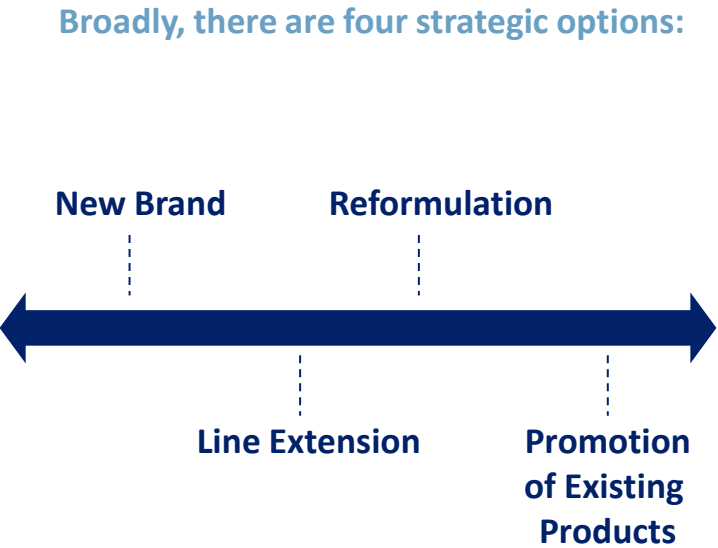 Broadly, there are four strategic options:
New Brand
Reformulation
Line Extension
Promotion
of Existing
Products